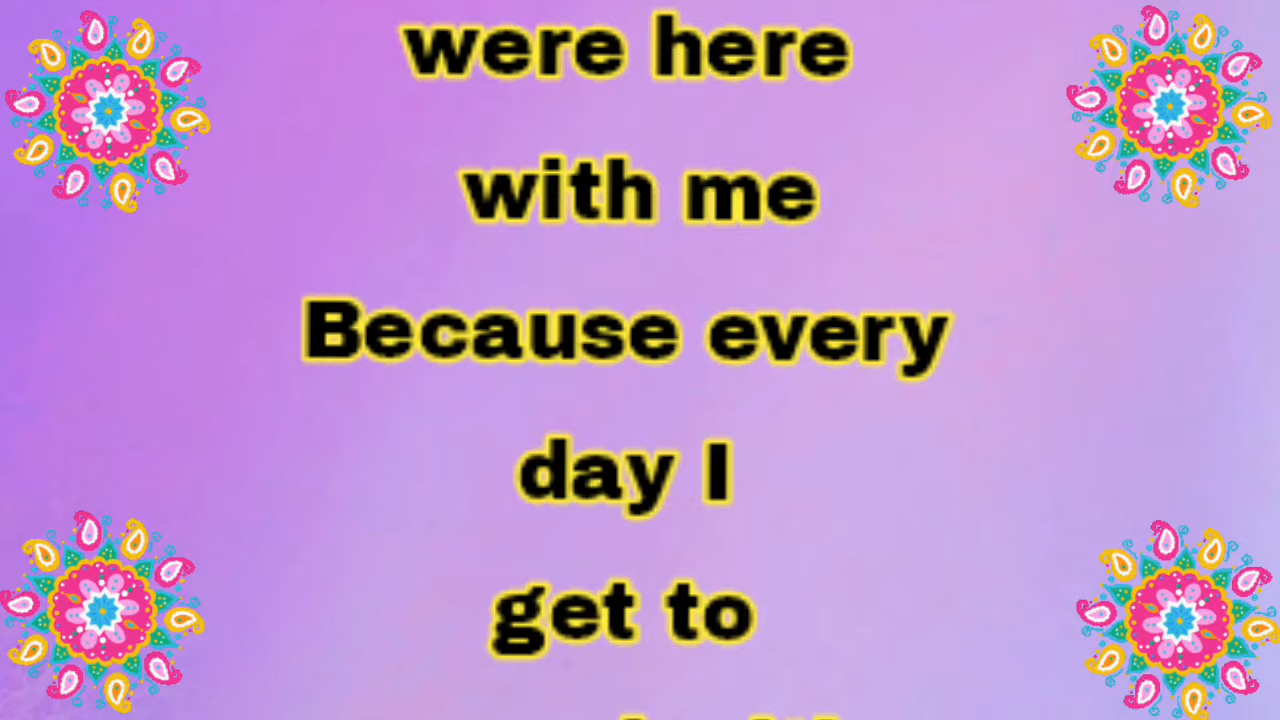 were here
with me
Because every
day I
get to